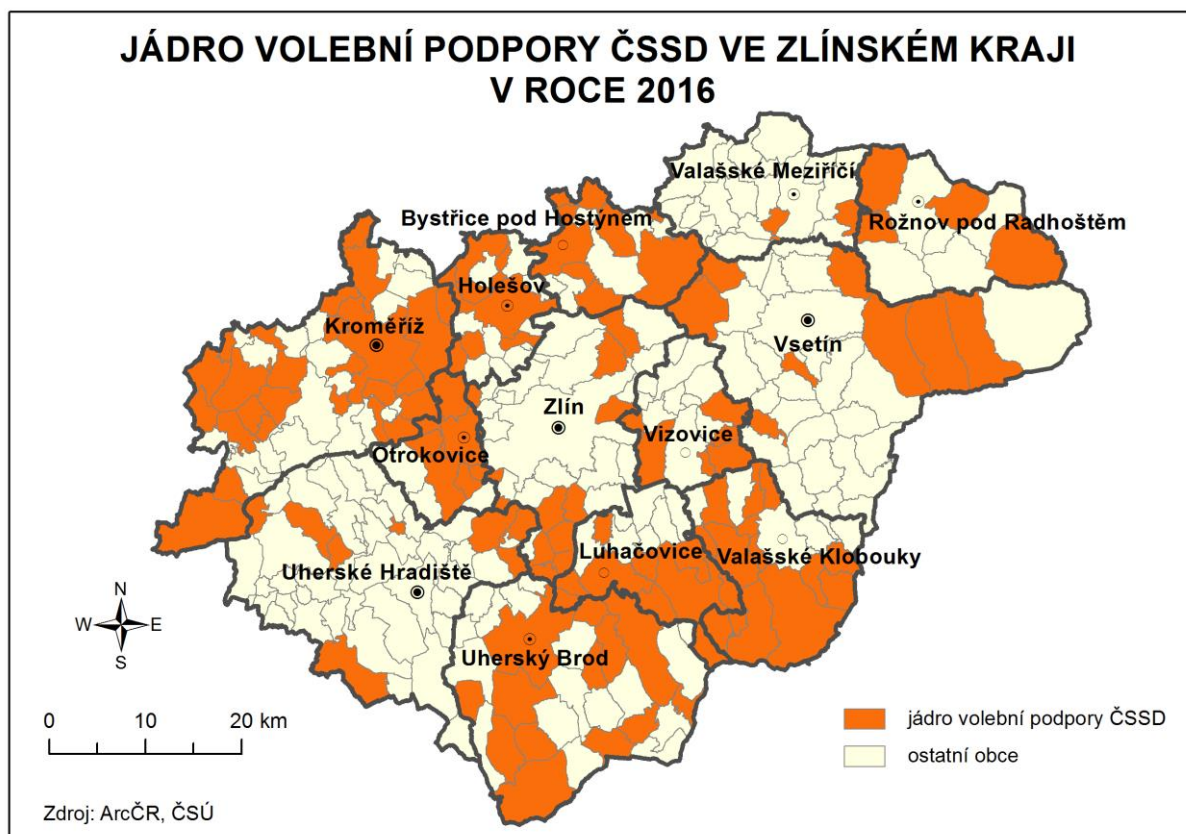 JÁDRO VOLEBNÍ PODPORY ČSSD VE ZLÍNSKÉM KRAJI
V ROCE 2016
Valašské Meziříčí
Bystřice pod Hostýnem
Rožnov pod Radhoštěm
Holešov
Kroměříž
Vsetín
Zlín
Vizovice
Otrokovice
Luhačovice
Valašské Klobouky
Uherské Hradiště
Uherský Brod
N
W E
S
0 10 20 km
jádro volební podpory ČSSD
ostatní obce
Zdroj: ArcČR, ČSÚ